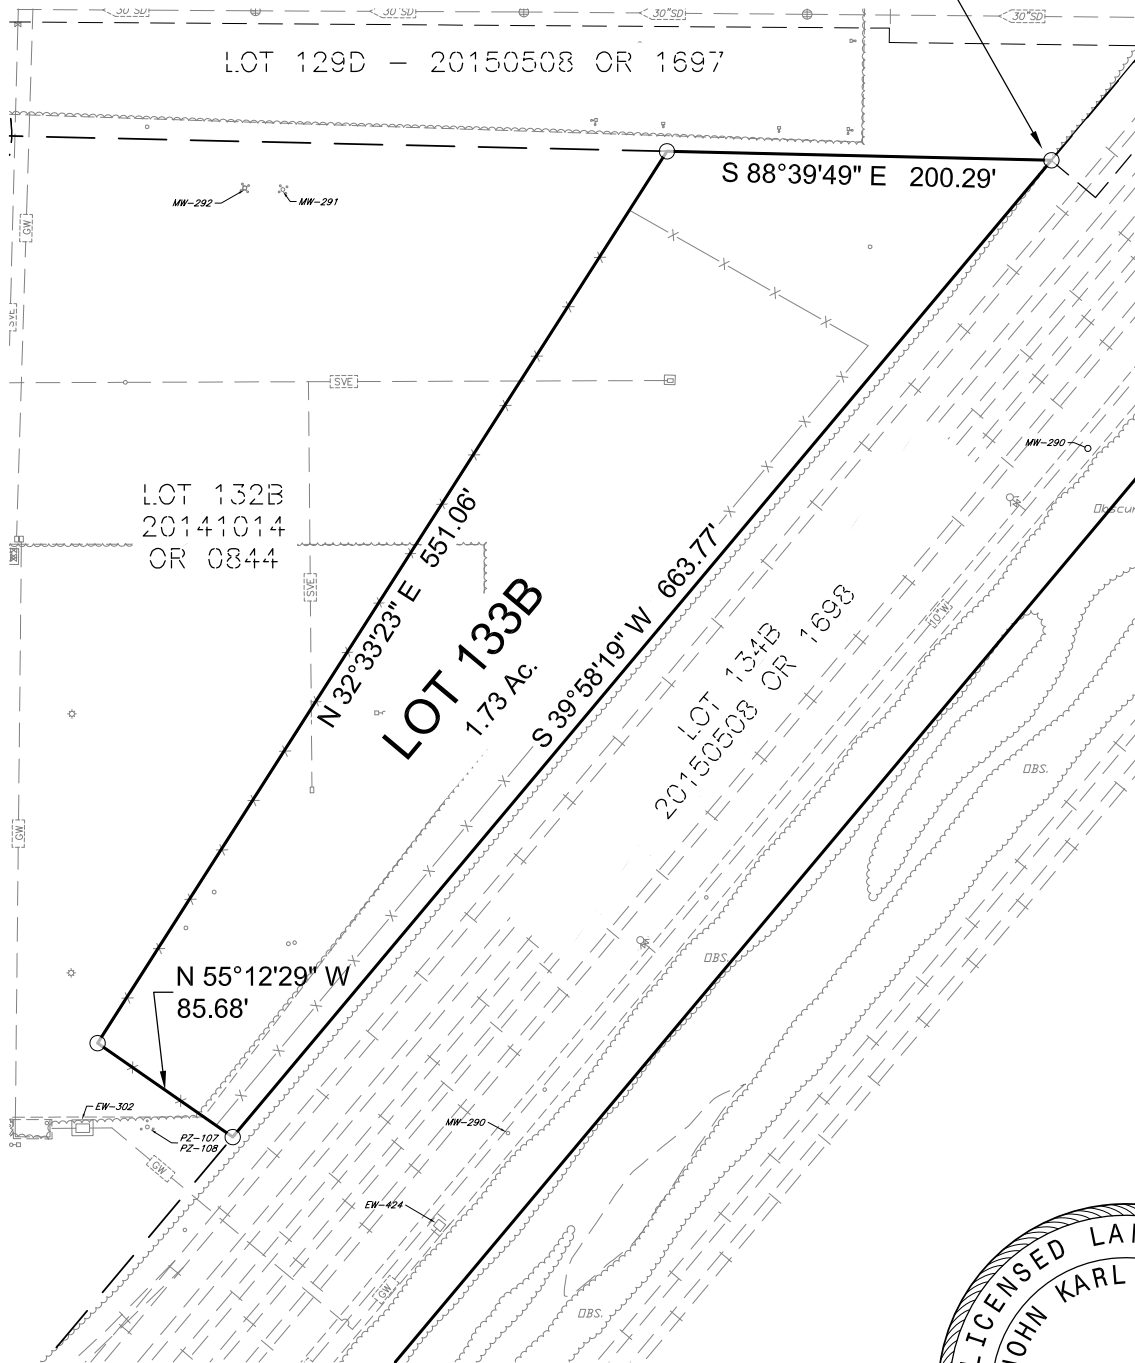 30"SD
30"SD
30"SD
30"SD
LOT 129D - 20150508 OR 1697
S 88°39'49" E 200.29'
MW-292
MW-291
GW
SVE
SVE
MW-290
LOT 132B
20141014
OR 0844
N 32°33'23" E 551.06'
LOT 133B
1.73 Ac.
S 39°58'19" W 663.77'
SVE
10"W
LOT 134B
20150508 OR 1698
OBS.
GW
OBS.
N 55°12'29" W
85.68'
EW-302
PZ-107
PZ-108
GW
MW-290
EW-424
GW
OBS.
LICENSED LAN
JOHN KARL